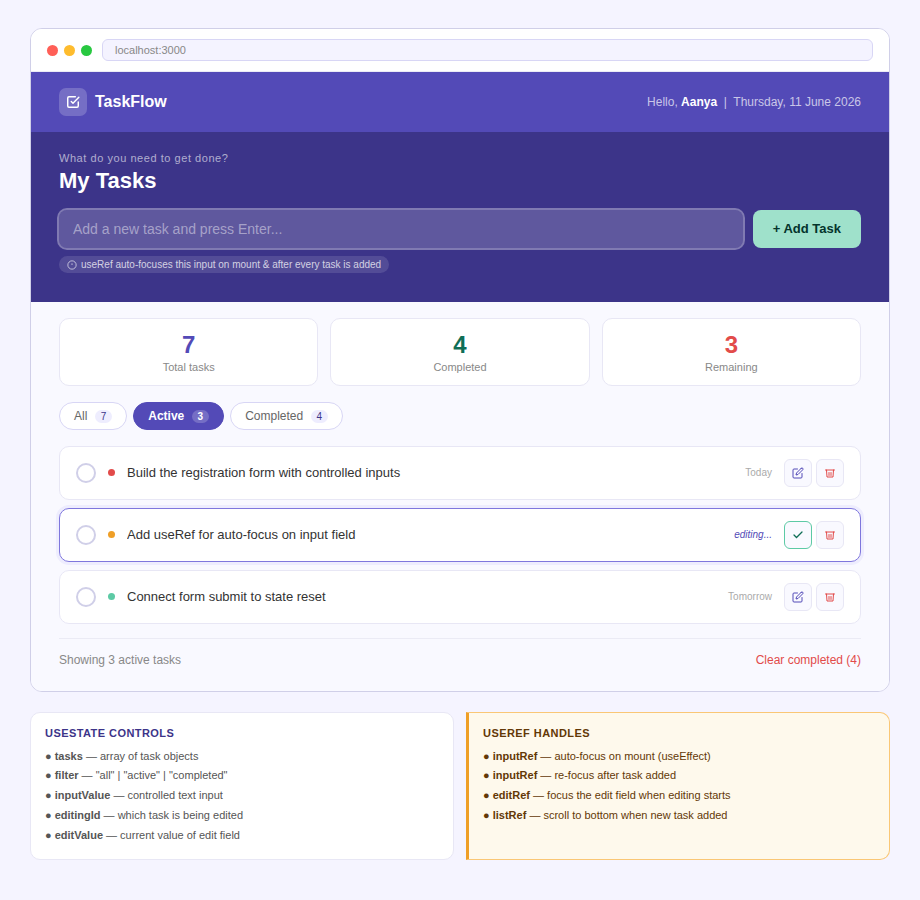 localhost:3000
TaskFlow
Hello, Aanya | Thursday, 11 June 2026
What do you need to get done?
My Tasks
Add a new task and press Enter...
+ Add Task
useRef auto-focuses this input on mount & after every task is added
7
Total tasks
4
Completed
3
Remaining
All 7
Active 3
Completed 4
Build the registration form with controlled inputs
Today
Add useRef for auto-focus on input field
editing...
Connect form submit to state reset
Tomorrow
Showing 3 active tasks
Clear completed (4)
USESTATE CONTROLS
● tasks — array of task objects
● filter — "all" | "active" | "completed"
● inputValue — controlled text input
● editingId — which task is being edited
● editValue — current value of edit field
USEREF HANDLES
● inputRef — auto-focus on mount (useEffect)
● inputRef — re-focus after task added
● editRef — focus the edit field when editing starts
● listRef — scroll to bottom when new task added